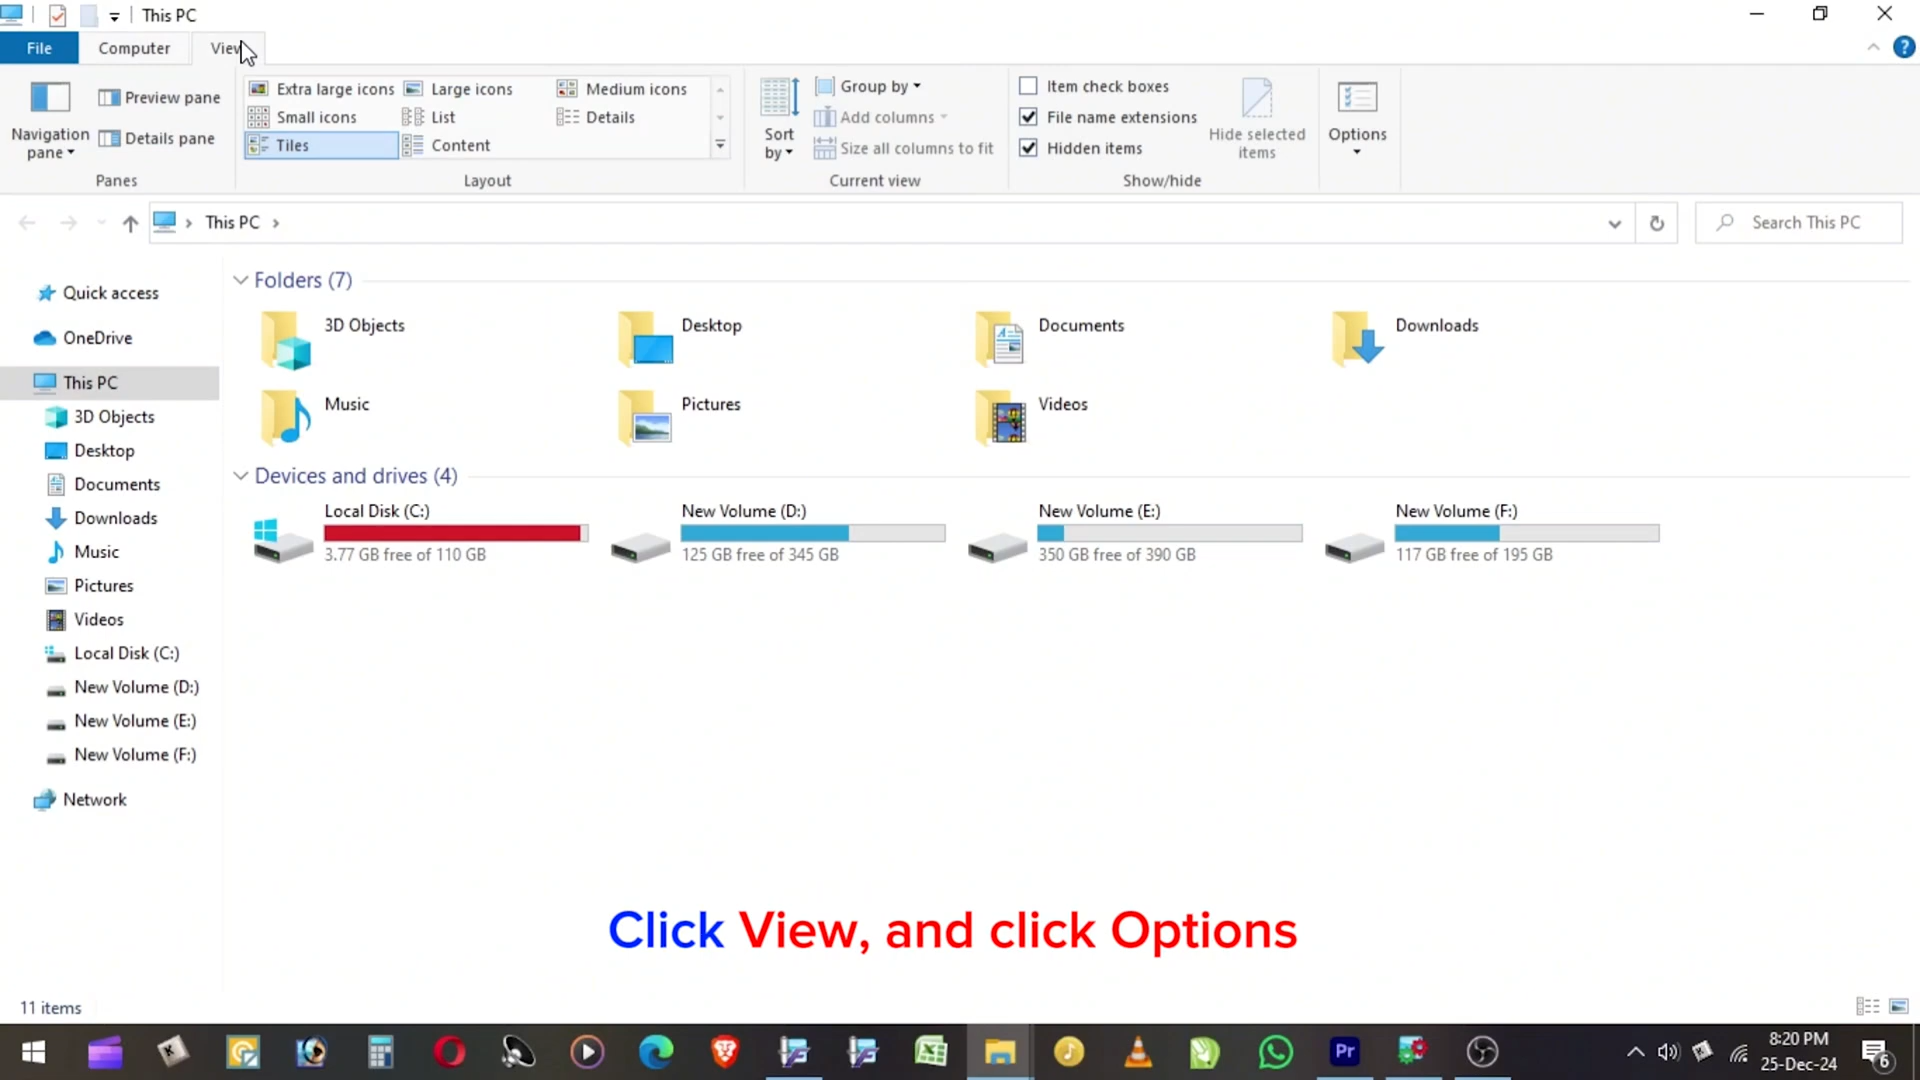 This PC
File
Computer
View
Navigation pane
Preview pane
Details pane
Panes
Extra large icons
Large icons
Medium icons
Small icons
List
Details
Tiles
Content
Layout
Sort by
Group by
Add columns
Size all columns to fit
Current view
Item check boxes
File name extensions
Hidden items
Show/hide
Hide selected items
Options
This PC
Search This PC
Quick access
OneDrive
This PC
3D Objects
Desktop
Documents
Downloads
Music
Pictures
Videos
Local Disk (C:)
New Volume (D:)
New Volume (E:)
New Volume (F:)
Network
Folders (7)
3D Objects
Desktop
Documents
Downloads
Music
Pictures
Videos
Devices and drives (4)
Local Disk (C:)
3.77 GB free of 110 GB
New Volume (D:)
125 GB free of 345 GB
New Volume (E:)
350 GB free of 390 GB
New Volume (F:)
117 GB free of 195 GB
Click View, and click Options
11 items
Pr
8:20 PM
25-Dec-24
6